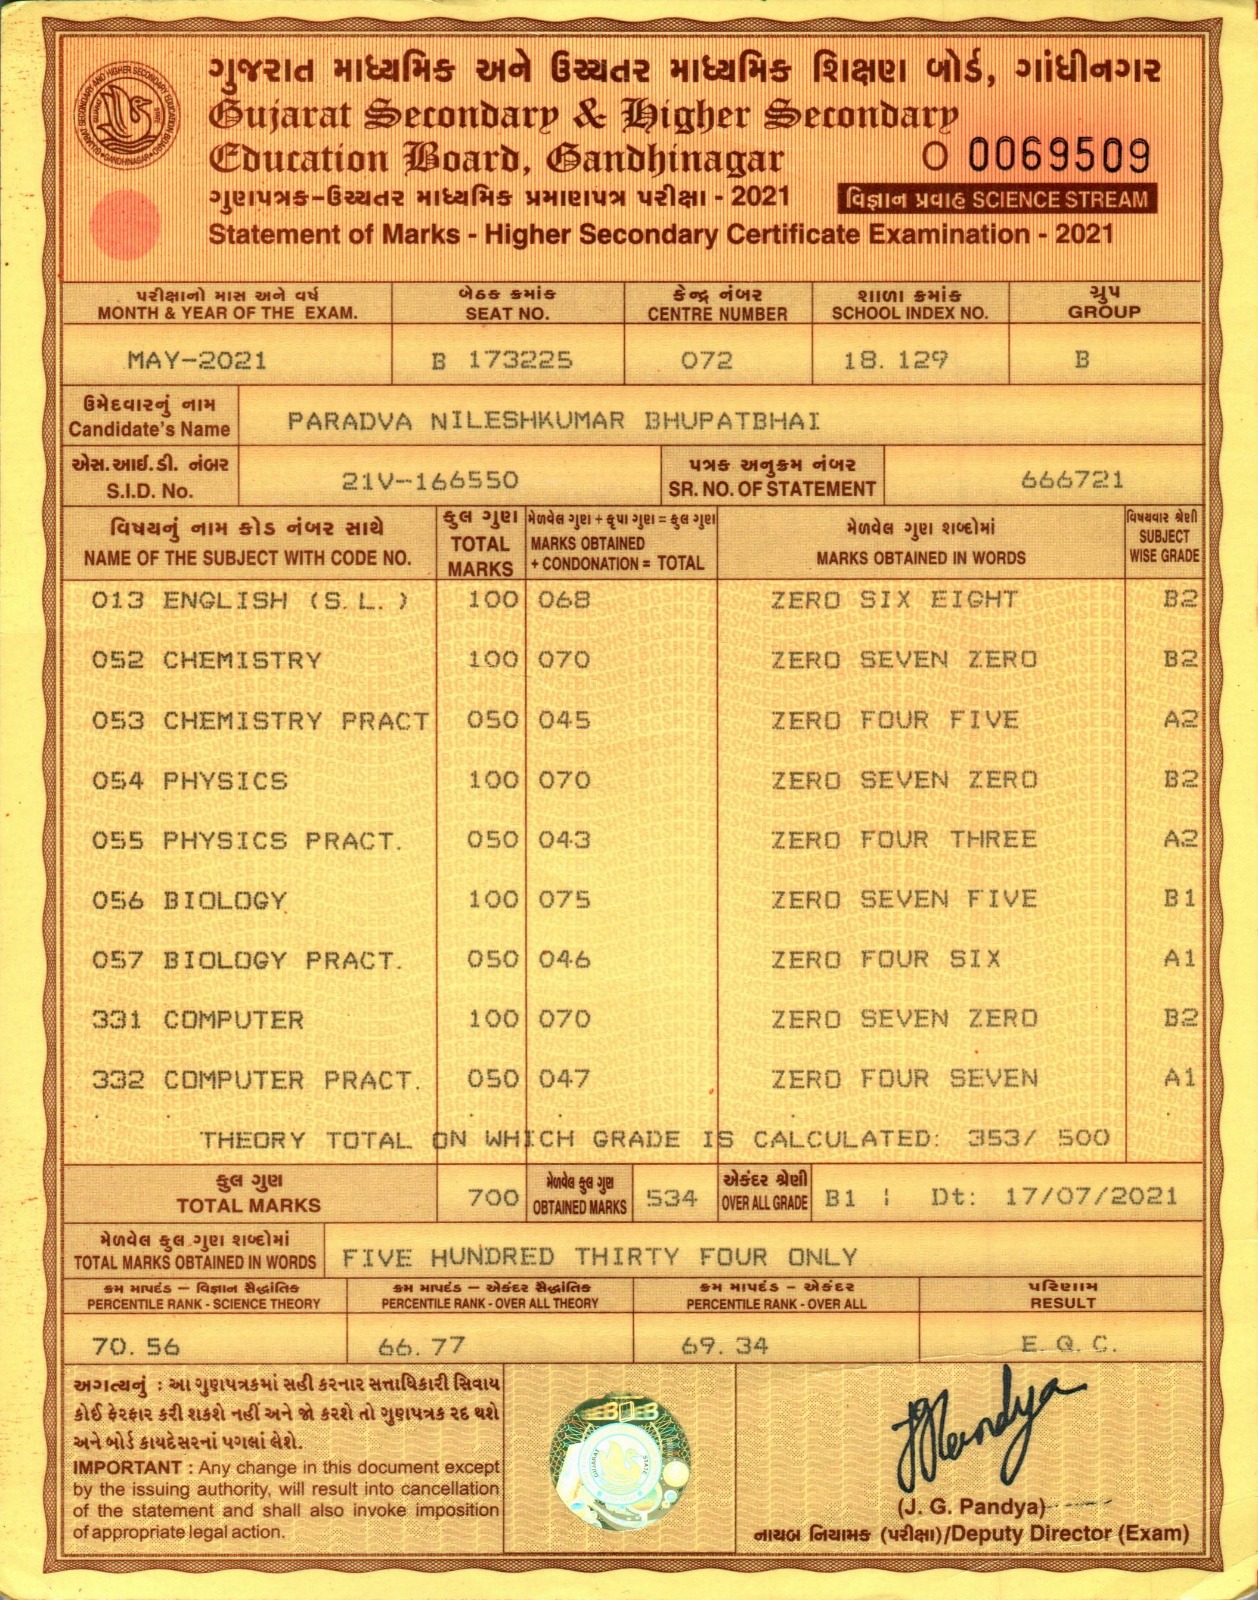 ગુજરાત માધ્યમિક અને ઉચ્ચતર માધ્યમિક શિક્ષણ બોર્ડ, ગાંધીનગર
Gujarat Secondary & Higher Secondary
Education Board, Gandhinagar
O 0069509
ગુણપત્રક-ઉચ્ચતર માધ્યમિક પ્રમાણપત્ર પરીક્ષા - 2021
વિજ્ઞાન પ્રવાહ SCIENCE STREAM
Statement of Marks - Higher Secondary Certificate Examination - 2021
પરીક્ષાનો માસ અને વર્ષ બેઠક ક્રમાંક કેન્દ્ર નંબર શાળા ક્રમાંક ગ્રુપ
MONTH & YEAR OF THE EXAM. SEAT NO. CENTRE NUMBER SCHOOL INDEX NO. GROUP
MAY-2021 B 173225 072 18.129 B
ઉમેદવારનું નામ
Candidate's Name
PARADVA NILESHKUMAR BHUPATBHAI
એસ.આઈ.ડી. નંબર
S.I.D. No.
21V-166550
પત્રક અનુક્રમ નંબર
SR. NO. OF STATEMENT
666721
વિષયનું નામ કોડ નંબર સાથે
NAME OF THE SUBJECT WITH CODE NO.
કુલ ગુણ
TOTAL
MARKS
મેળવેલ ગુણ + કૃપા ગુણ = કુલ ગુણ
MARKS OBTAINED
+ CONDONATION = TOTAL
મેળવેલ ગુણ શબ્દોમાં
MARKS OBTAINED IN WORDS
વિષયવાર શ્રેણી
SUBJECT
WISE GRADE
013 ENGLISH (S.L.) 100 068 ZERO SIX EIGHT B2
052 CHEMISTRY 100 070 ZERO SEVEN ZERO B2
053 CHEMISTRY PRACT 050 045 ZERO FOUR FIVE A2
054 PHYSICS 100 070 ZERO SEVEN ZERO B2
055 PHYSICS PRACT. 050 043 ZERO FOUR THREE A2
056 BIOLOGY 100 075 ZERO SEVEN FIVE B1
057 BIOLOGY PRACT. 050 046 ZERO FOUR SIX A1
331 COMPUTER 100 070 ZERO SEVEN ZERO B2
332 COMPUTER PRACT. 050 047 ZERO FOUR SEVEN A1
THEORY TOTAL ON WHICH GRADE IS CALCULATED: 353/ 500
કુલ ગુણ
TOTAL MARKS
700
મેળવેલ કુલ ગુણ
OBTAINED MARKS
534
એકંદર શ્રેણી
OVER ALL GRADE
B1 | Dt: 17/07/2021
મેળવેલ કુલ ગુણ શબ્દોમાં
TOTAL MARKS OBTAINED IN WORDS
FIVE HUNDRED THIRTY FOUR ONLY
ક્રમ માપદંડ – વિજ્ઞાન સૈદ્ધાંતિક ક્રમ માપદંડ – એકંદર સૈદ્ધાંતિક ક્રમ માપદંડ – એકંદર પરિણામ
PERCENTILE RANK - SCIENCE THEORY PERCENTILE RANK - OVER ALL THEORY PERCENTILE RANK - OVER ALL RESULT
70.56 66.77 69.34 E.Q.C.
અગત્યનું : આ ગુણપત્રકમાં સહી કરનાર સત્તાધિકારી સિવાય
કોઈ ફેરફાર કરી શકશે નહીં અને જો કરશે તો ગુણપત્રક રદ થશે
અને બોર્ડ કાયદેસરનાં પગલાં લેશે.
IMPORTANT : Any change in this document except
by the issuing authority, will result into cancellation
of the statement and shall also invoke imposition
of appropriate legal action.
(J. G. Pandya)
નાયબ નિયામક (પરીક્ષા)/Deputy Director (Exam)